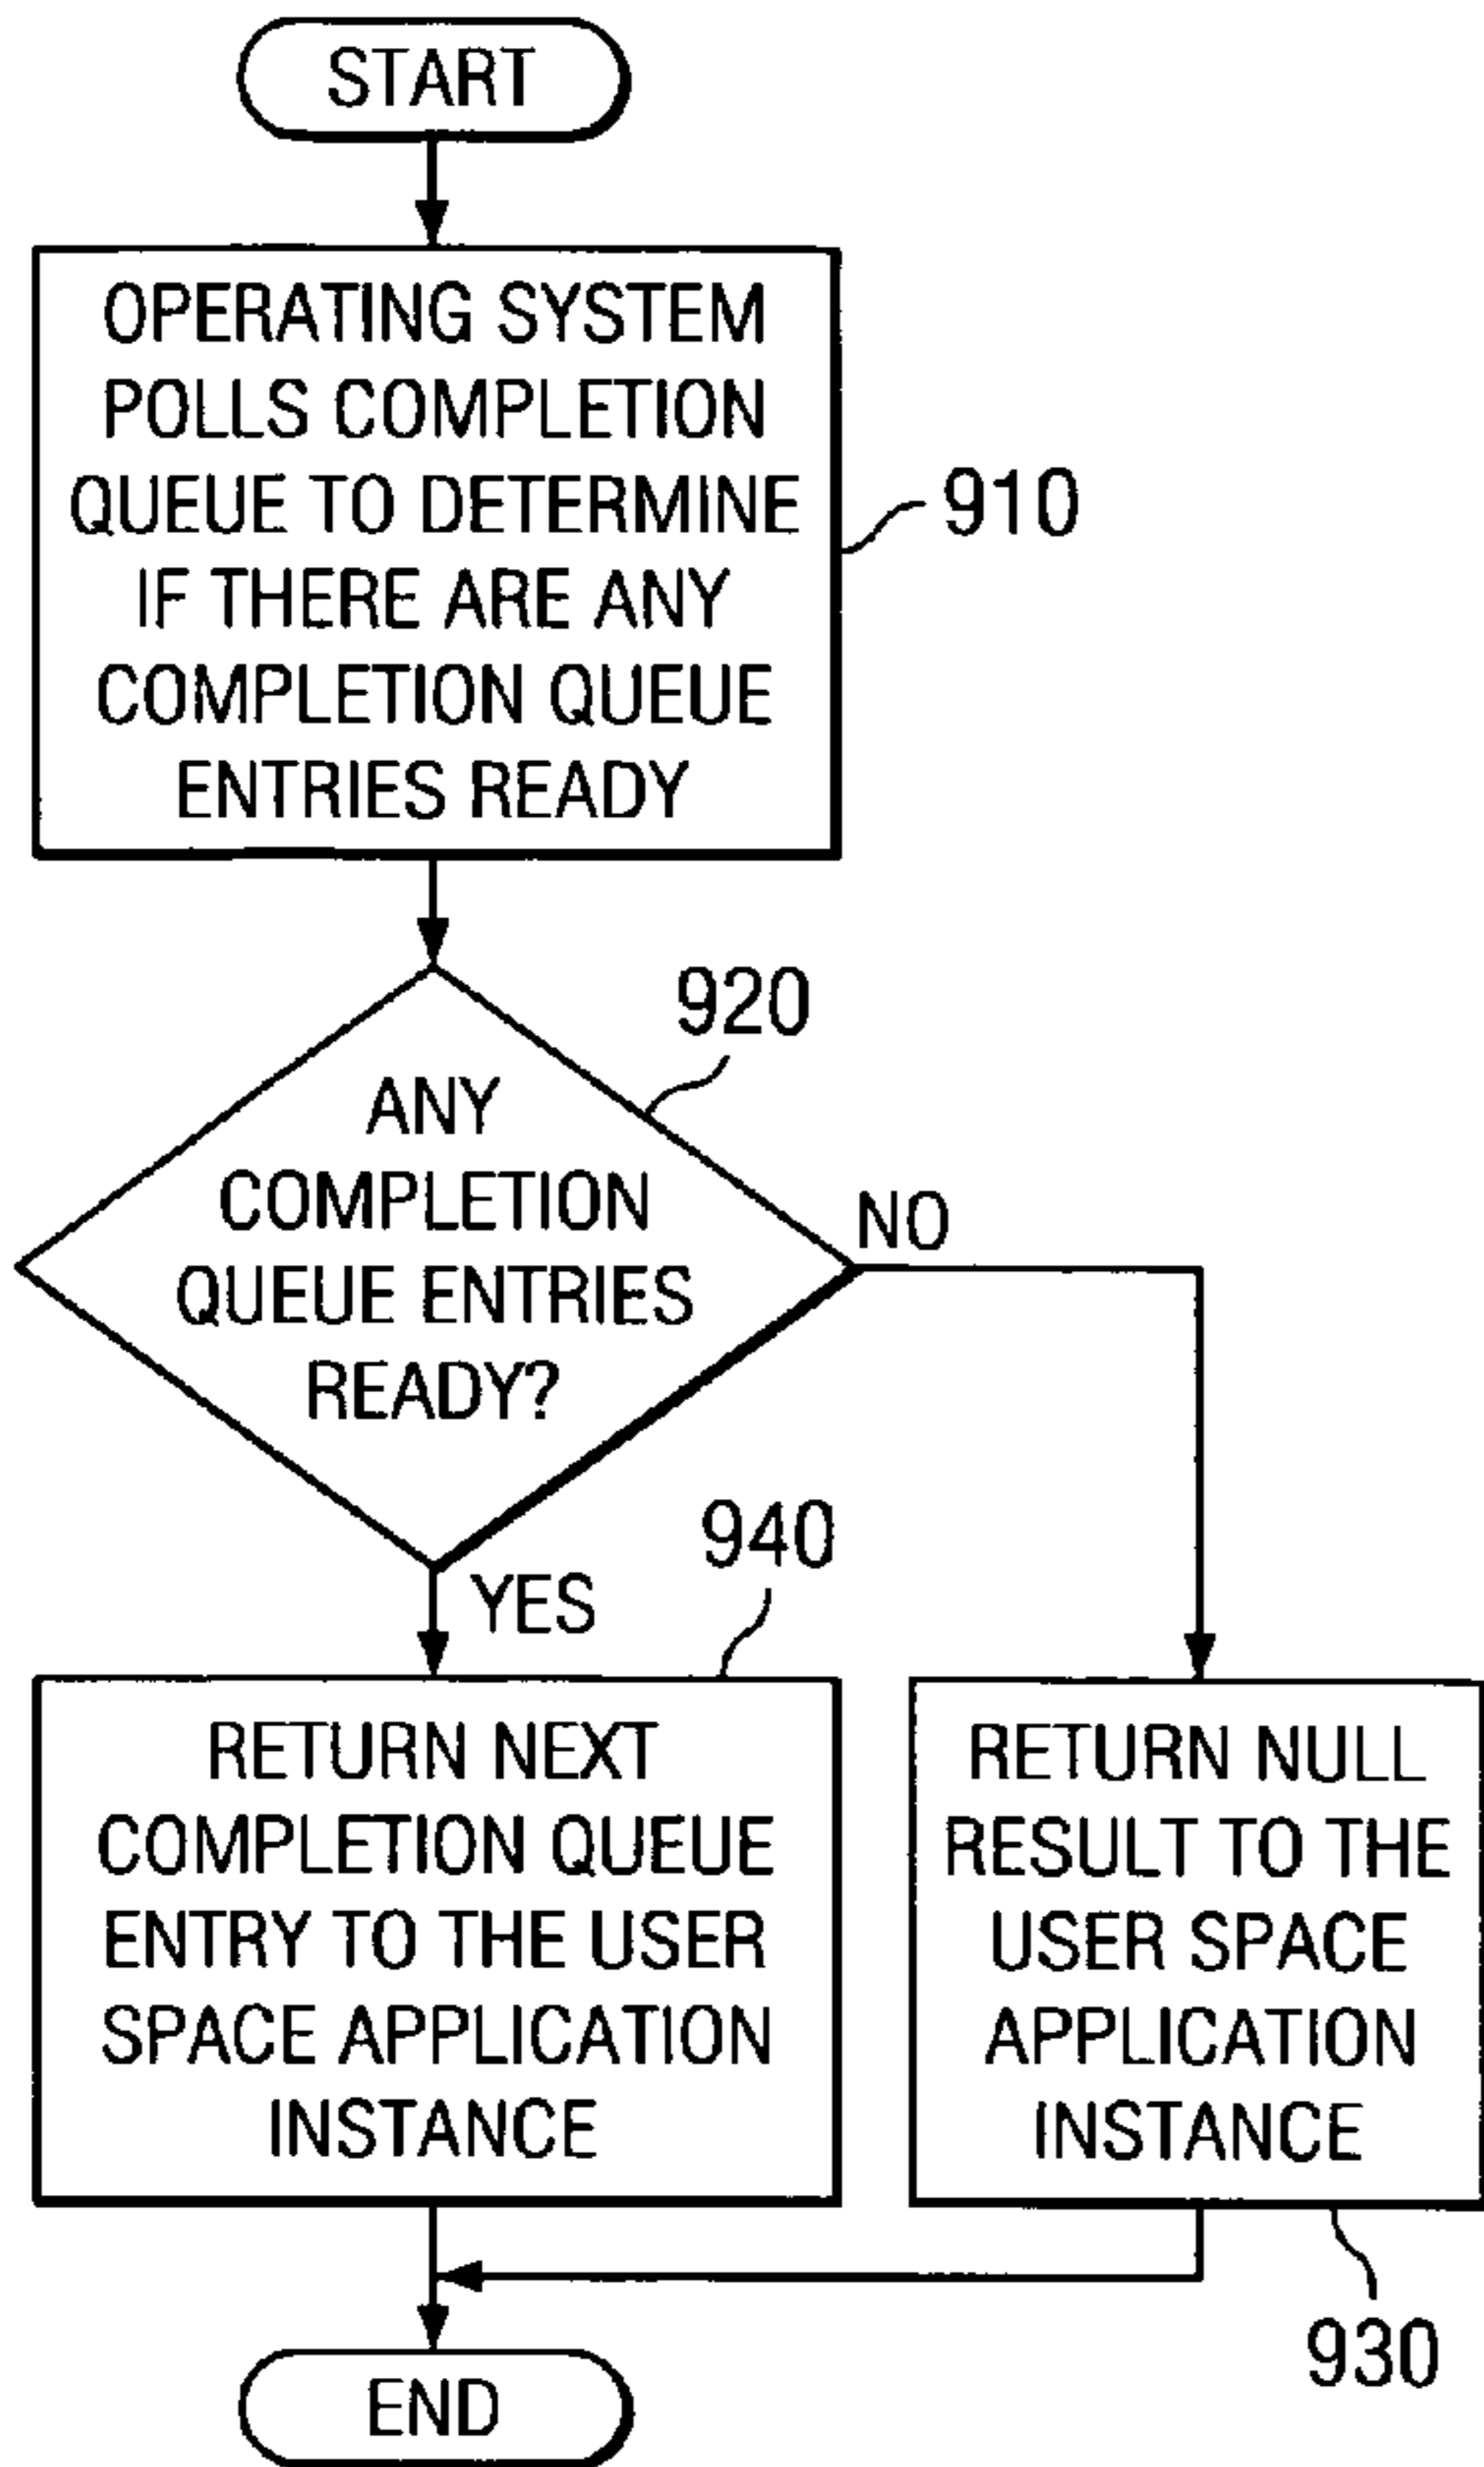 START
OPERATING SYSTEM
POLLS COMPLETION
QUEUE TO DETERMINE
IF THERE ARE ANY
COMPLETION QUEUE
ENTRIES READY
910
920
ANY
COMPLETION
QUEUE ENTRIES
READY?
NO
YES
940
RETURN NEXT
COMPLETION QUEUE
ENTRY TO THE USER
SPACE APPLICATION
INSTANCE
RETURN NULL
RESULT TO THE
USER SPACE
APPLICATION
INSTANCE
930
END